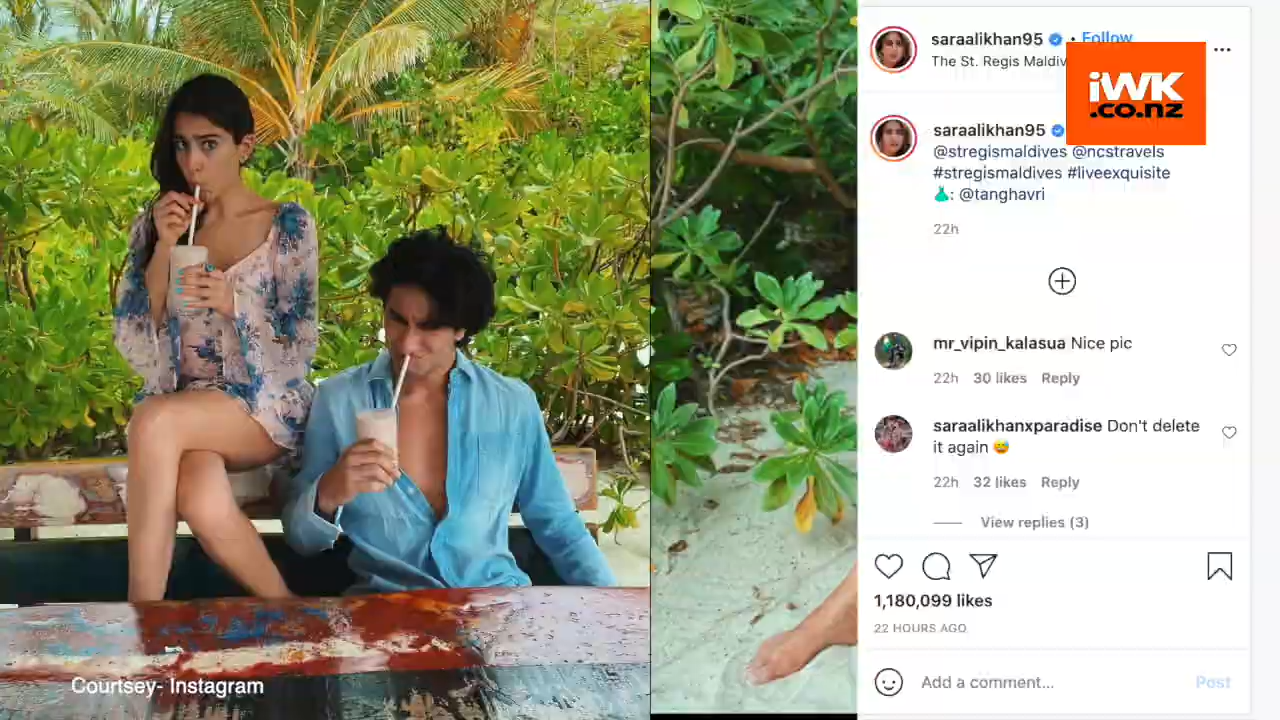 saraalikhan95 • Follow
The St. Regis Maldiv
iWK
.co.nz
saraalikhan95
@stregismaldives @ncstravels
#stregismaldives #liveexquisite
: @tanghavri
22h
mr_vipin_kalasua Nice pic
22h 30 likes Reply
saraalikhanxparadise Don't delete
it again 😅
22h 32 likes Reply
View replies (3)
1,180,099 likes
22 HOURS AGO
Add a comment... Post
Courtsey- Instagram